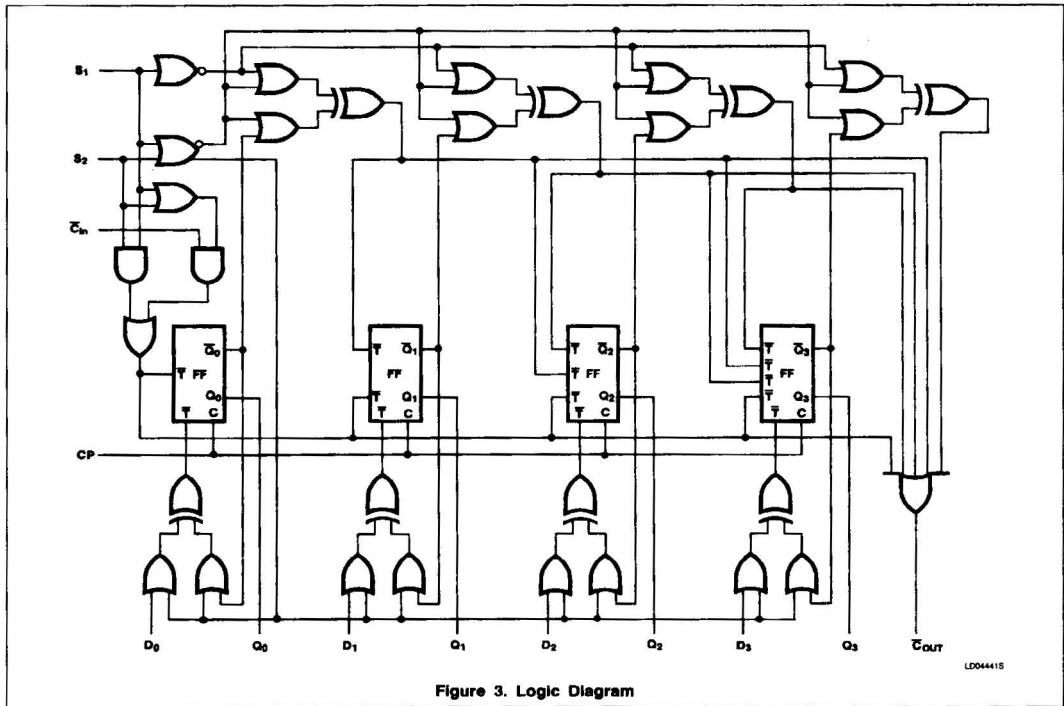 S1
S2
C̄in
T̄ FF Q̄0
Q0
T̄ C
T̄ Q̄1
FF
T̄ Q1
T̄ C
T̄ Q̄2
T̄ FF
T̄ Q2
T̄ C
T̄ Q̄3
T̄ FF
T̄
T̄ Q3
T̄ C
CP
D0 Q0 D1 Q1 D2 Q2 D3 Q3 C̄OUT
LD04441S
Figure 3. Logic Diagram